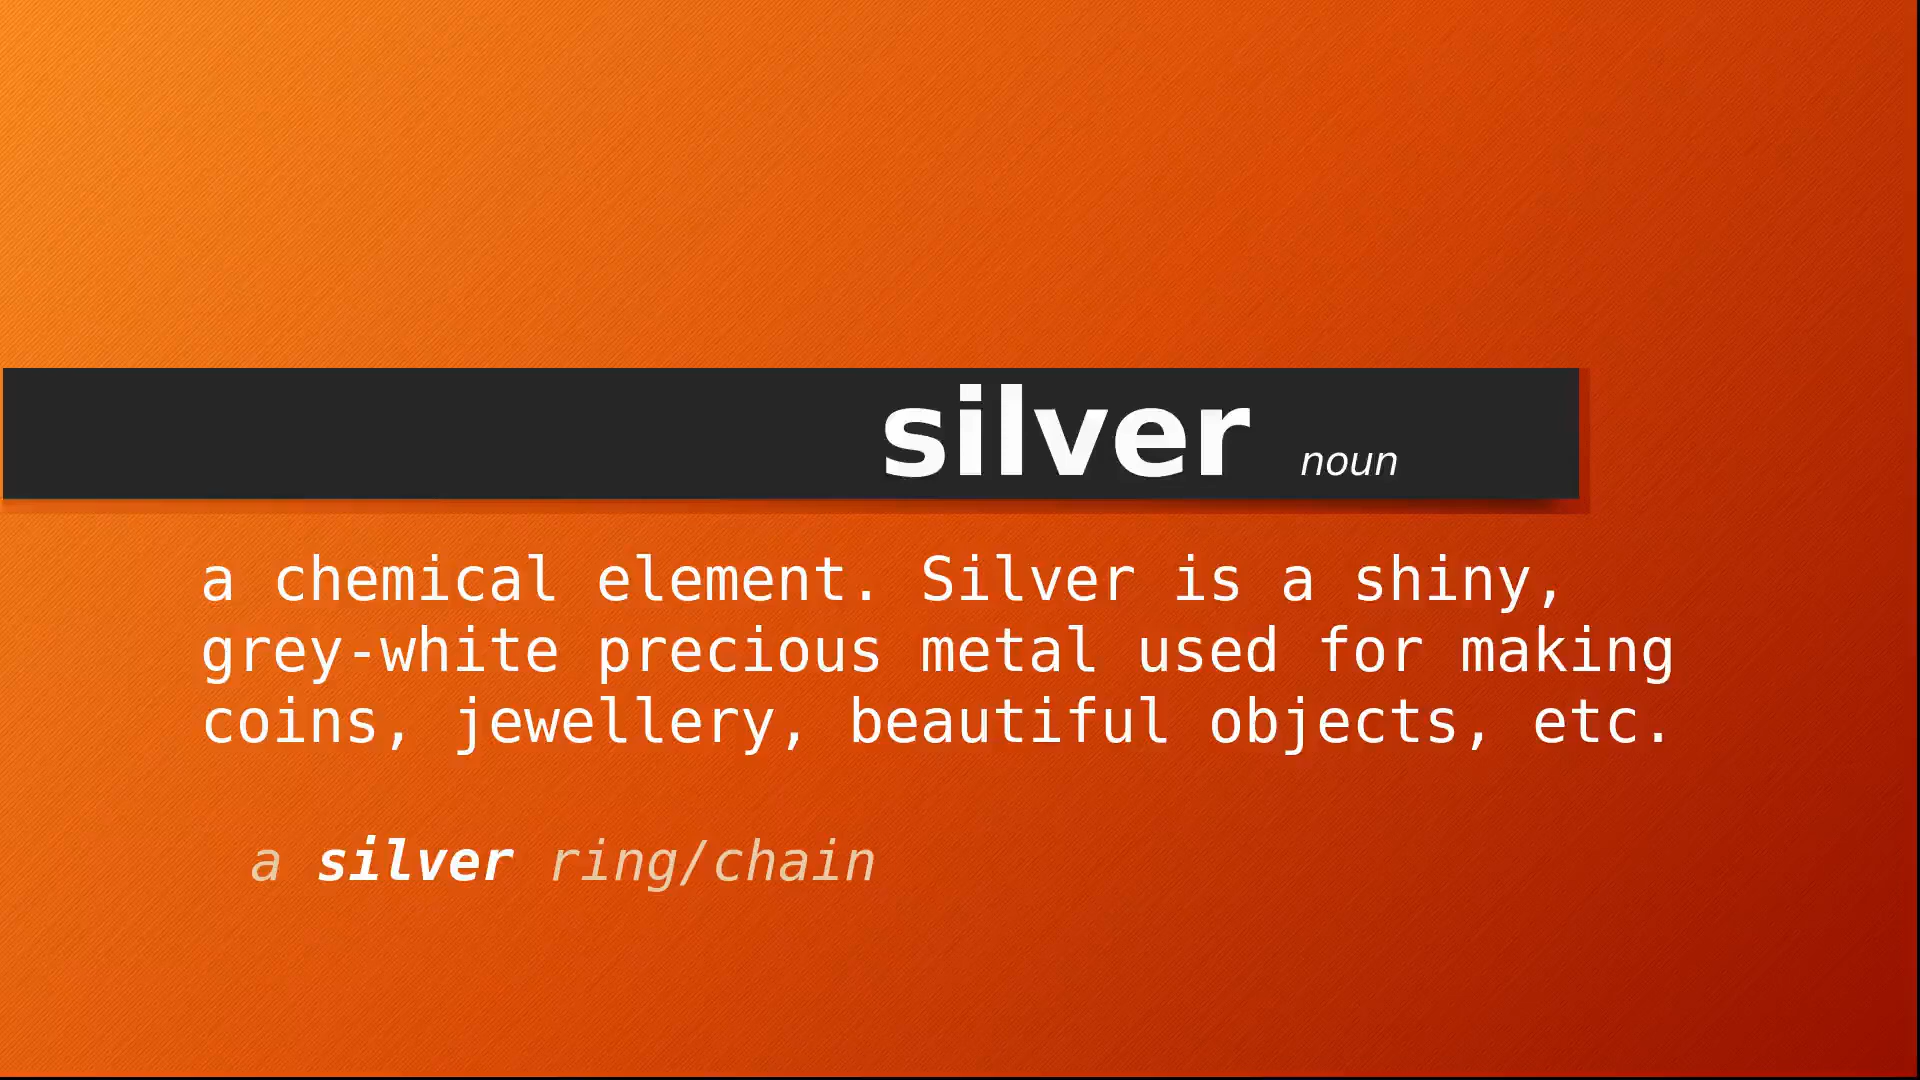 silver noun
a chemical element. Silver is a shiny,
grey-white precious metal used for making
coins, jewellery, beautiful objects, etc.
a silver ring/chain